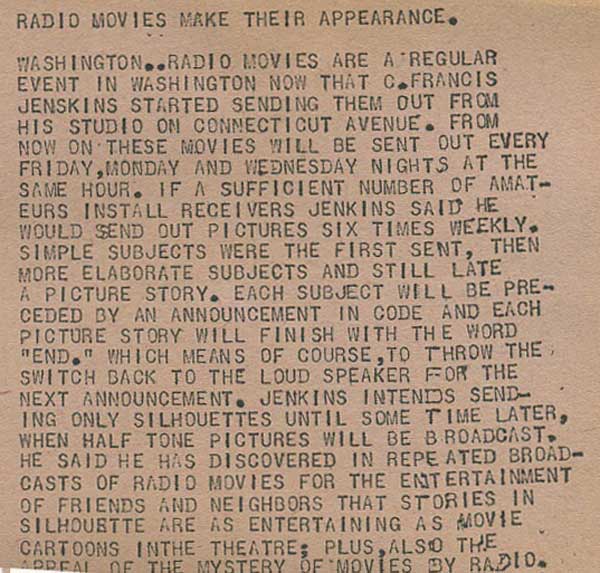 RADIO MOVIES MAKE THEIR APPEARANCE.
WASHINGTON..RADIO MOVIES ARE A REGULAR
EVENT IN WASHINGTON NOW THAT C.FRANCIS
JENSKINS STARTED SENDING THEM OUT FROM
HIS STUDIO ON CONNECTICUT AVENUE. FROM
NOW ON THESE MOVIES WILL BE SENT OUT EVERY
FRIDAY,MONDAY AND WEDNESDAY NIGHTS AT THE
SAME HOUR. IF A SUFFICIENT NUMBER OF AMAT-
EURS INSTALL RECEIVERS JENKINS SAID HE
WOULD SEND OUT PICTURES SIX TIMES WEEKLY.
SIMPLE SUBJECTS WERE THE FIRST SENT, THEN
MORE ELABORATE SUBJECTS AND STILL LATE
A PICTURE STORY. EACH SUBJECT WILL BE PRE-
CEDED BY AN ANNOUNCEMENT IN CODE AND EACH
PICTURE STORY WILL FINISH WITH THE WORD
"END." WHICH MEANS OF COURSE,TO THROW THE
SWITCH BACK TO THE LOUD SPEAKER FOR THE
NEXT ANNOUNCEMENT. JENKINS INTENDS SEND-
ING ONLY SILHOUETTES UNTIL SOME TIME LATER,
WHEN HALF TONE PICTURES WILL BE BROADCAST.
HE SAID HE HAS DISCOVERED IN REPEATED BROAD-
CASTS OF RADIO MOVIES FOR THE ENTERTAINMENT
OF FRIENDS AND NEIGHBORS THAT STORIES IN
SILHOUETTE ARE AS ENTERTAINING AS MOVIE
CARTOONS INTHE THEATRE; PLUS,ALSO THE
APPEAL OF THE MYSTERY OF MOVIES BY RADIO.